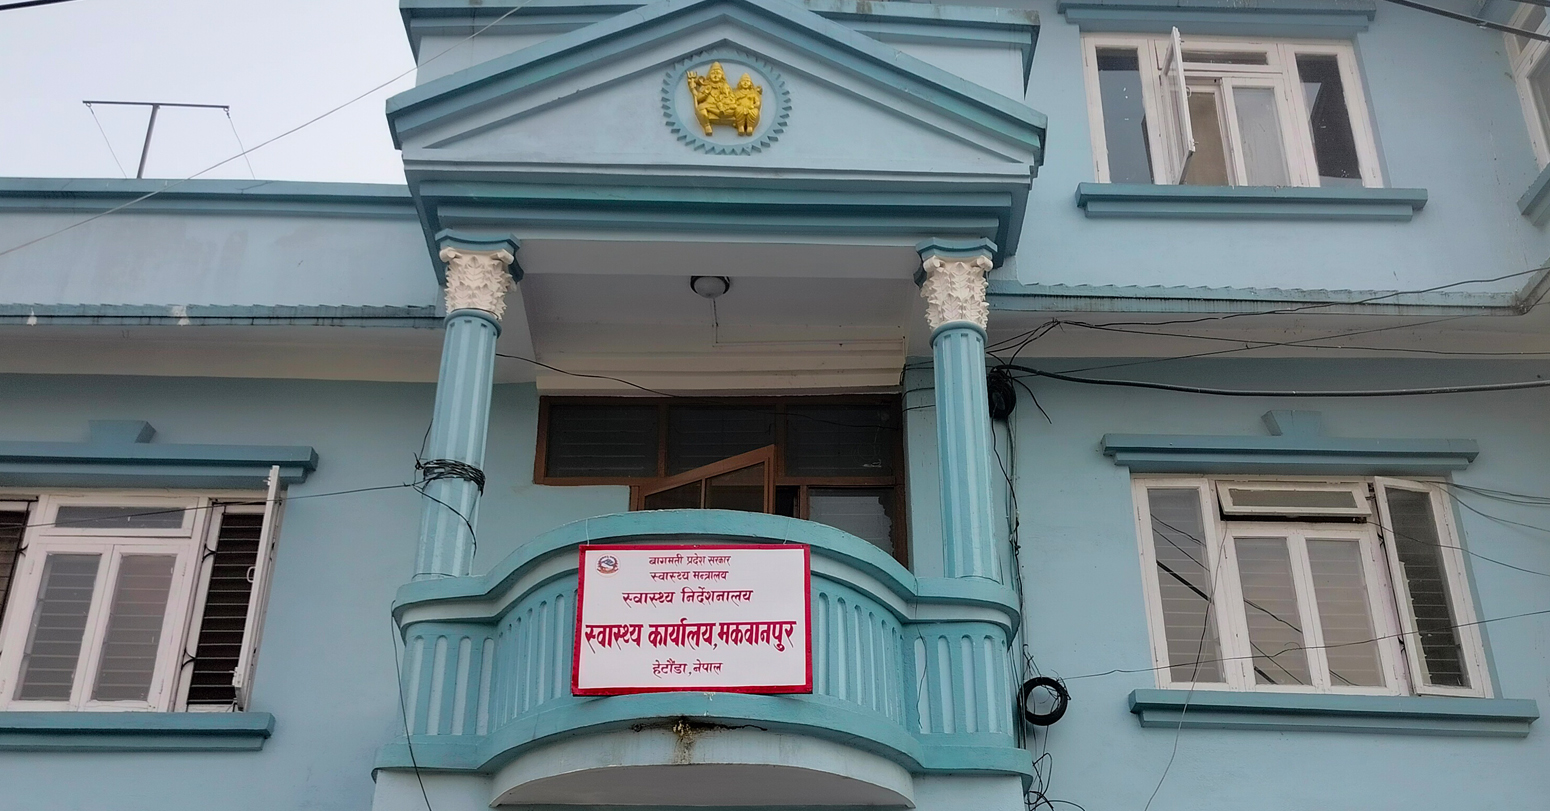 बागमती प्रदेश सरकार
स्वास्थ्य मन्त्रालय
स्वास्थ्य निर्देशनालय
स्वास्थ्य कार्यालय,मकवानपुर
हेटौंडा,नेपाल